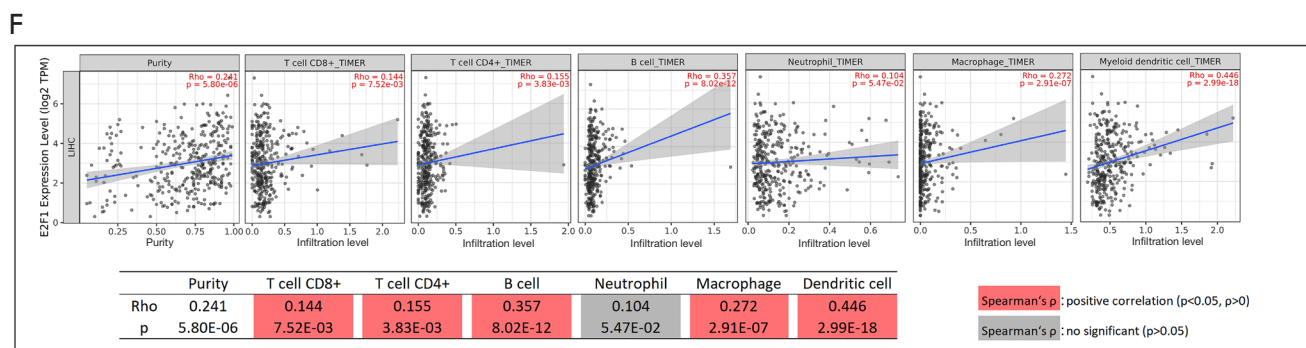 F
Purity
T cell CD8+_TIMER
T cell CD4+_TIMER
B cell_TIMER
Neutrophil_TIMER
Macrophage_TIMER
Myeloid dendritic cell_TIMER
Rho = 0.241
p = 5.80e-06
Rho = 0.144
p = 7.52e-03
Rho = 0.155
p = 3.83e-03
Rho = 0.357
p = 8.02e-12
Rho = 0.104
p = 5.47e-02
Rho = 0.272
p = 2.91e-07
Rho = 0.446
p = 2.99e-18
E2F1 Expression Level (log2 TPM)
LIHC
6
4
2
0
0.25 0.50 0.75 1.00
0.0 0.5 1.0 1.5 2.0
0.5 1.0 1.5 2.0
0.0 0.5 1.0 1.5
0.0 0.2 0.4 0.6
0.0 0.5 1.0 1.5
0.5 1.0 1.5 2.0
Purity
Infiltration level
Infiltration level
Infiltration level
Infiltration level
Infiltration level
Infiltration level
Purity T cell CD8+ T cell CD4+ B cell Neutrophil Macrophage Dendritic cell
Rho 0.241 0.144 0.155 0.357 0.104 0.272 0.446
p 5.80E-06 7.52E-03 3.83E-03 8.02E-12 5.47E-02 2.91E-07 2.99E-18
Spearman's ρ : positive correlation (p<0.05, ρ>0)
Spearman's ρ : no significant (p>0.05)